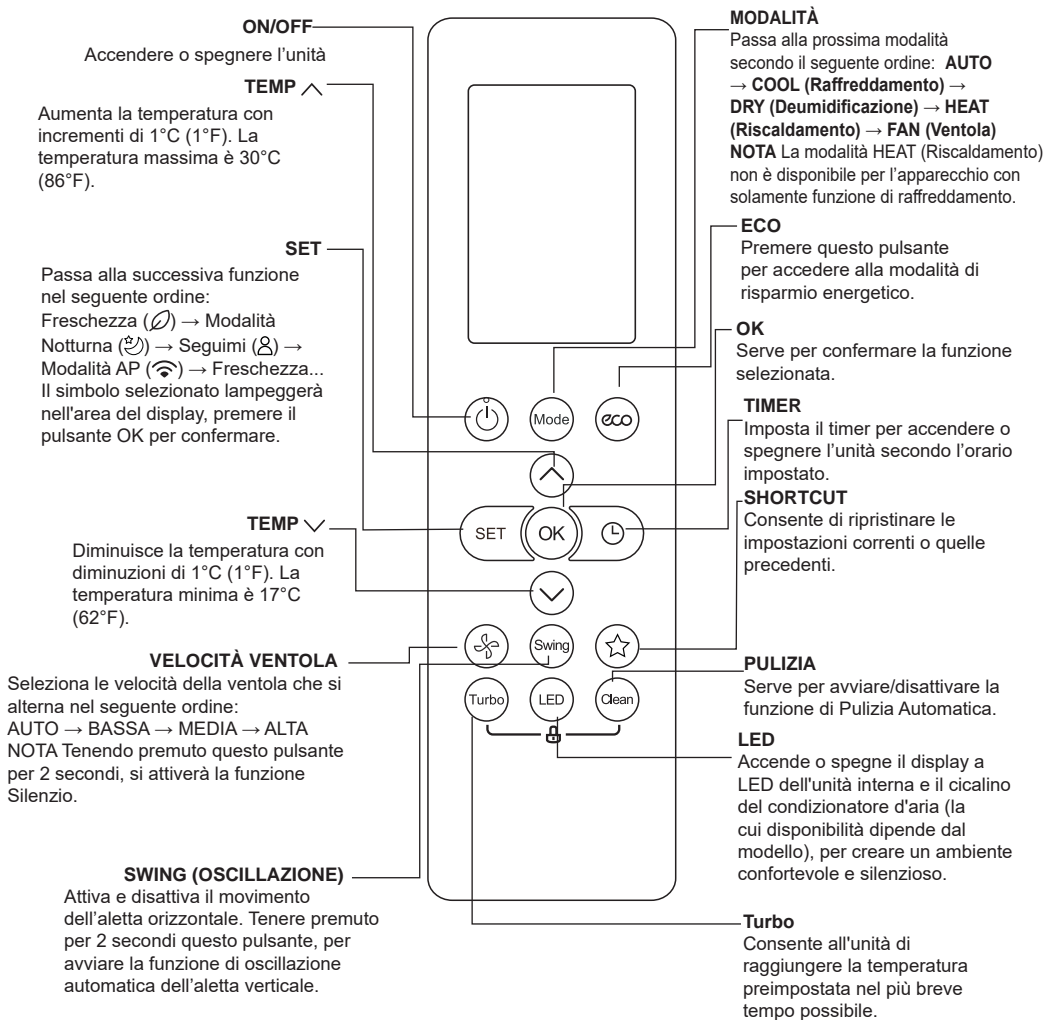 ON/OFF
Accendere o spegnere l'unità
TEMP
Aumenta la temperatura con
incrementi di 1°C (1°F). La
temperatura massima è 30°C
(86°F).
SET
Passa alla successiva funzione
nel seguente ordine:
Freschezza ( ) → Modalità
Notturna ( ) → Seguimi ( ) →
Modalità AP ( ) → Freschezza...
Il simbolo selezionato lampeggerà
nell'area del display, premere il
pulsante OK per confermare.
TEMP
Diminuisce la temperatura con
diminuzioni di 1°C (1°F). La
temperatura minima è 17°C
(62°F).
VELOCITÀ VENTOLA
Seleziona le velocità della ventola che si
alterna nel seguente ordine:
AUTO → BASSA → MEDIA → ALTA
NOTA Tenendo premuto questo pulsante
per 2 secondi, si attiverà la funzione
Silenzio.
SWING (OSCILLAZIONE)
Attiva e disattiva il movimento
dell'aletta orizzontale. Tenere premuto
per 2 secondi questo pulsante, per
avviare la funzione di oscillazione
automatica dell'aletta verticale.
Mode
eco
SET
OK
Swing
Turbo
LED
Clean
MODALITÀ
Passa alla prossima modalità
secondo il seguente ordine: AUTO
→ COOL (Raffreddamento) →
DRY (Deumidificazione) → HEAT
(Riscaldamento) → FAN (Ventola)
NOTA La modalità HEAT (Riscaldamento)
non è disponibile per l'apparecchio con
solamente funzione di raffreddamento.
ECO
Premere questo pulsante
per accedere alla modalità di
risparmio energetico.
OK
Serve per confermare la funzione
selezionata.
TIMER
Imposta il timer per accendere o
spegnere l'unità secondo l'orario
impostato.
SHORTCUT
Consente di ripristinare le
impostazioni correnti o quelle
precedenti.
PULIZIA
Serve per avviare/disattivare la
funzione di Pulizia Automatica.
LED
Accende o spegne il display a
LED dell'unità interna e il cicalino
del condizionatore d'aria (la
cui disponibilità dipende dal
modello), per creare un ambiente
confortevole e silenzioso.
Turbo
Consente all'unità di
raggiungere la temperatura
preimpostata nel più breve
tempo possibile.